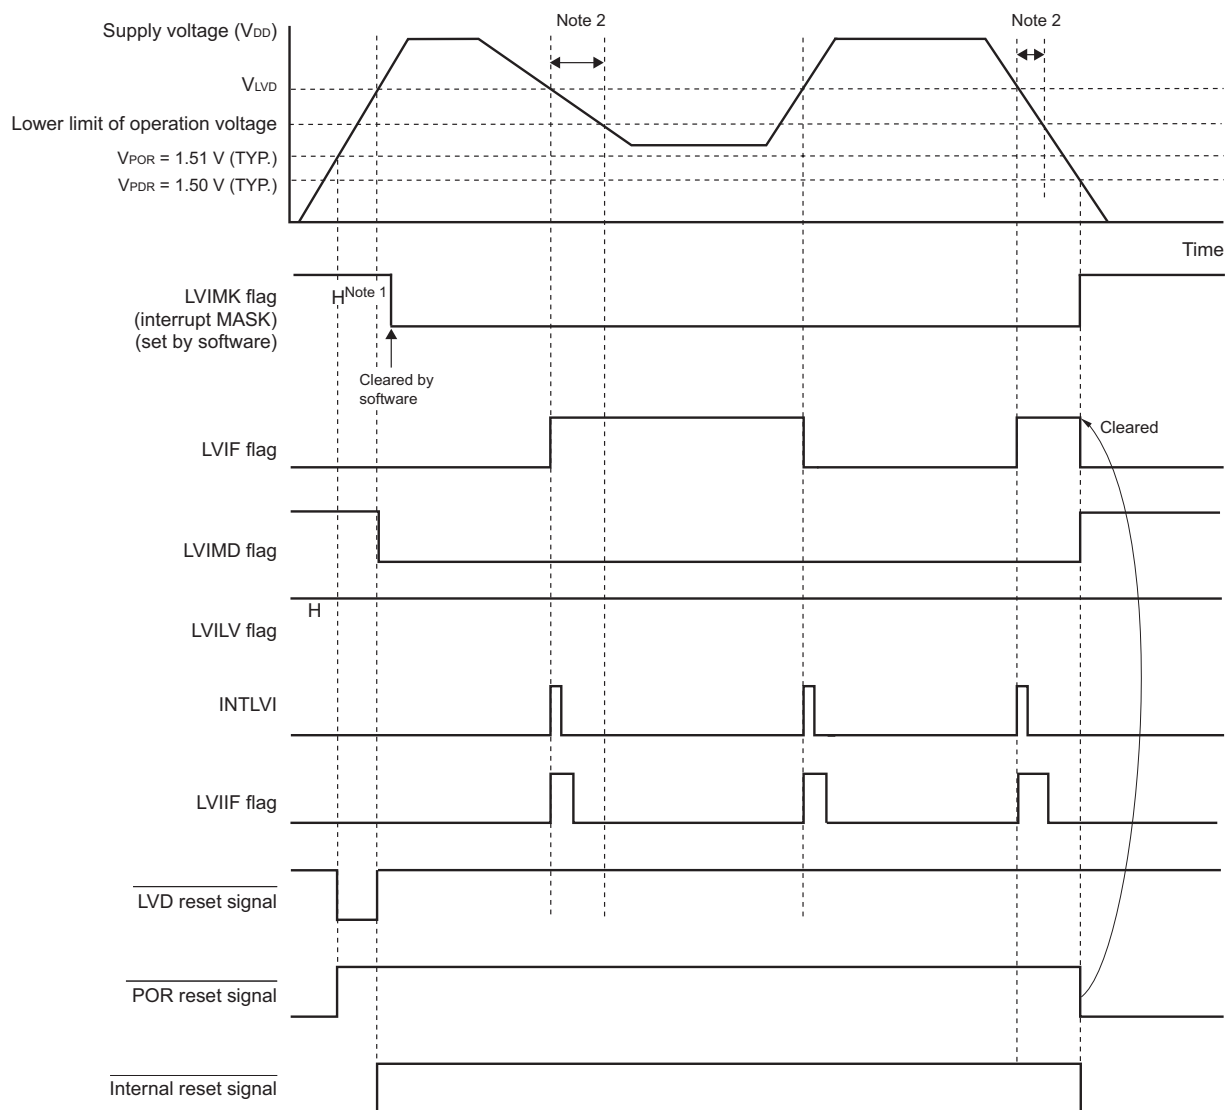 Note 2
Note 2
Supply voltage (VDD)
VLVD
Lower limit of operation voltage
VPOR = 1.51 V (TYP.)
VPDR = 1.50 V (TYP.)
Time
LVIMK flag
(interrupt MASK)
(set by software)
H Note 1
Cleared by
software
LVIF flag
Cleared
LVIMD flag
H
LVILV flag
INTLVI
LVIIF flag
LVD reset signal
POR reset signal
Internal reset signal